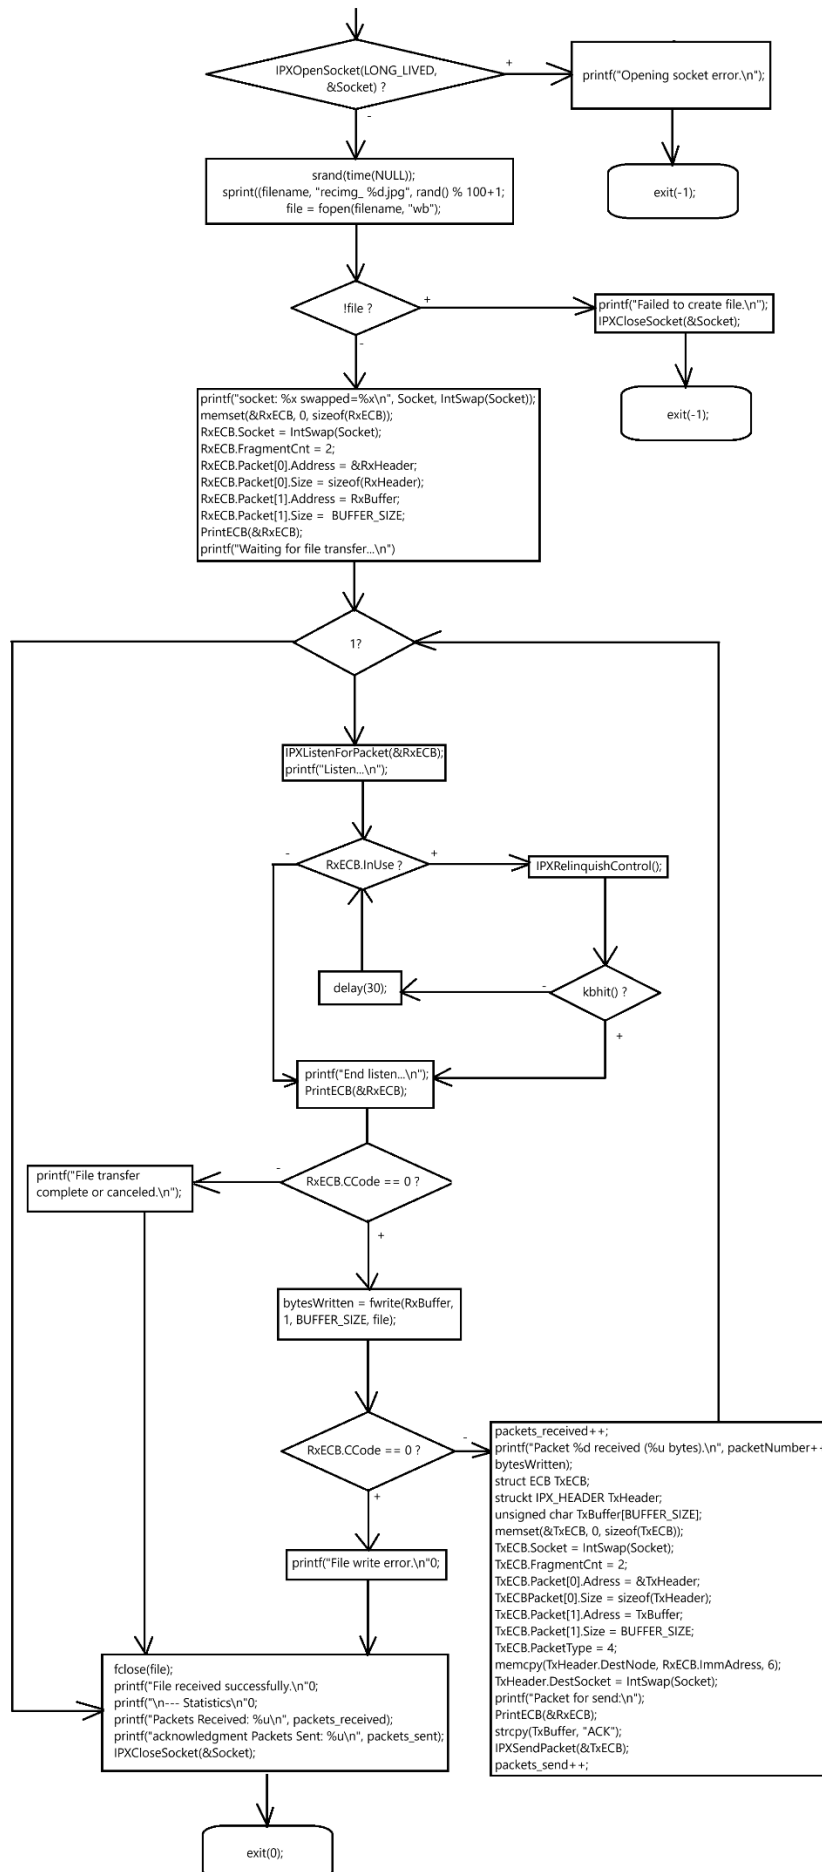 IPXOpenSocket(LONG_LIVED,
&Socket) ?
+
printf("Opening socket error.\n");
-
exit(-1);
srand(time(NULL));
sprint((filename, "recimg_ %d.jpg", rand() % 100+1;
file = fopen(filename, "wb");
!file ?
+
printf("Failed to create file.\n");
IPXCloseSocket(&Socket);
-
exit(-1);
printf("socket: %x swapped=%x\n", Socket, IntSwap(Socket));
memset(&RxECB, 0, sizeof(RxECB));
RxECB.Socket = IntSwap(Socket);
RxECB.FragmentCnt = 2;
RxECB.Packet[0].Address = &RxHeader;
RxECB.Packet[0].Size = sizeof(RxHeader);
RxECB.Packet[1].Address = RxBuffer;
RxECB.Packet[1].Size =  BUFFER_SIZE;
PrintECB(&RxECB);
printf("Waiting for file transfer...\n")
1?
IPXListenForPacket(&RxECB);
printf("Listen...\n");
-
RxECB.InUse ?
+
IPXRelinquishControl();
delay(30);
-
kbhit() ?
+
printf("End listen...\n");
PrintECB(&RxECB);
printf("File transfer
complete or canceled.\n");
-
RxECB.CCode == 0 ?
+
bytesWritten = fwrite(RxBuffer,
1, BUFFER_SIZE, file);
RxECB.CCode == 0 ?
-
+
printf("File write error.\n"0;
packets_received++;
printf("Packet %d received (%u bytes).\n", packetNumber++
bytesWritten);
struct ECB TxECB;
struckt IPX_HEADER TxHeader;
unsigned char TxBuffer[BUFFER_SIZE];
memset(&TxECB, 0, sizeof(TxECB));
TxECB.Socket = IntSwap(Socket);
TxECB.FragmentCnt = 2;
TxECB.Packet[0].Adress = &TxHeader;
TxECBPacket[0].Size = sizeof(TxHeader);
TxECB.Packet[1].Adress = TxBuffer;
TxECB.Packet[1].Size = BUFFER_SIZE;
TxECB.PacketType = 4;
memcpy(TxHeader.DestNode, RxECB.ImmAdress, 6);
TxHeader.DestSocket = IntSwap(Socket);
printf("Packet for send:\n");
PrintECB(&RxECB);
strcpy(TxBuffer, "ACK");
IPXSendPacket(&TxECB);
packets_send++;
fclose(file);
printf("File received successfully.\n"0;
printf("\n--- Statistics\n"0;
printf("Packets Received: %u\n", packets_received);
printf("acknowledgment Packets Sent: %u\n", packets_sent);
IPXCloseSocket(&Socket);
exit(0);